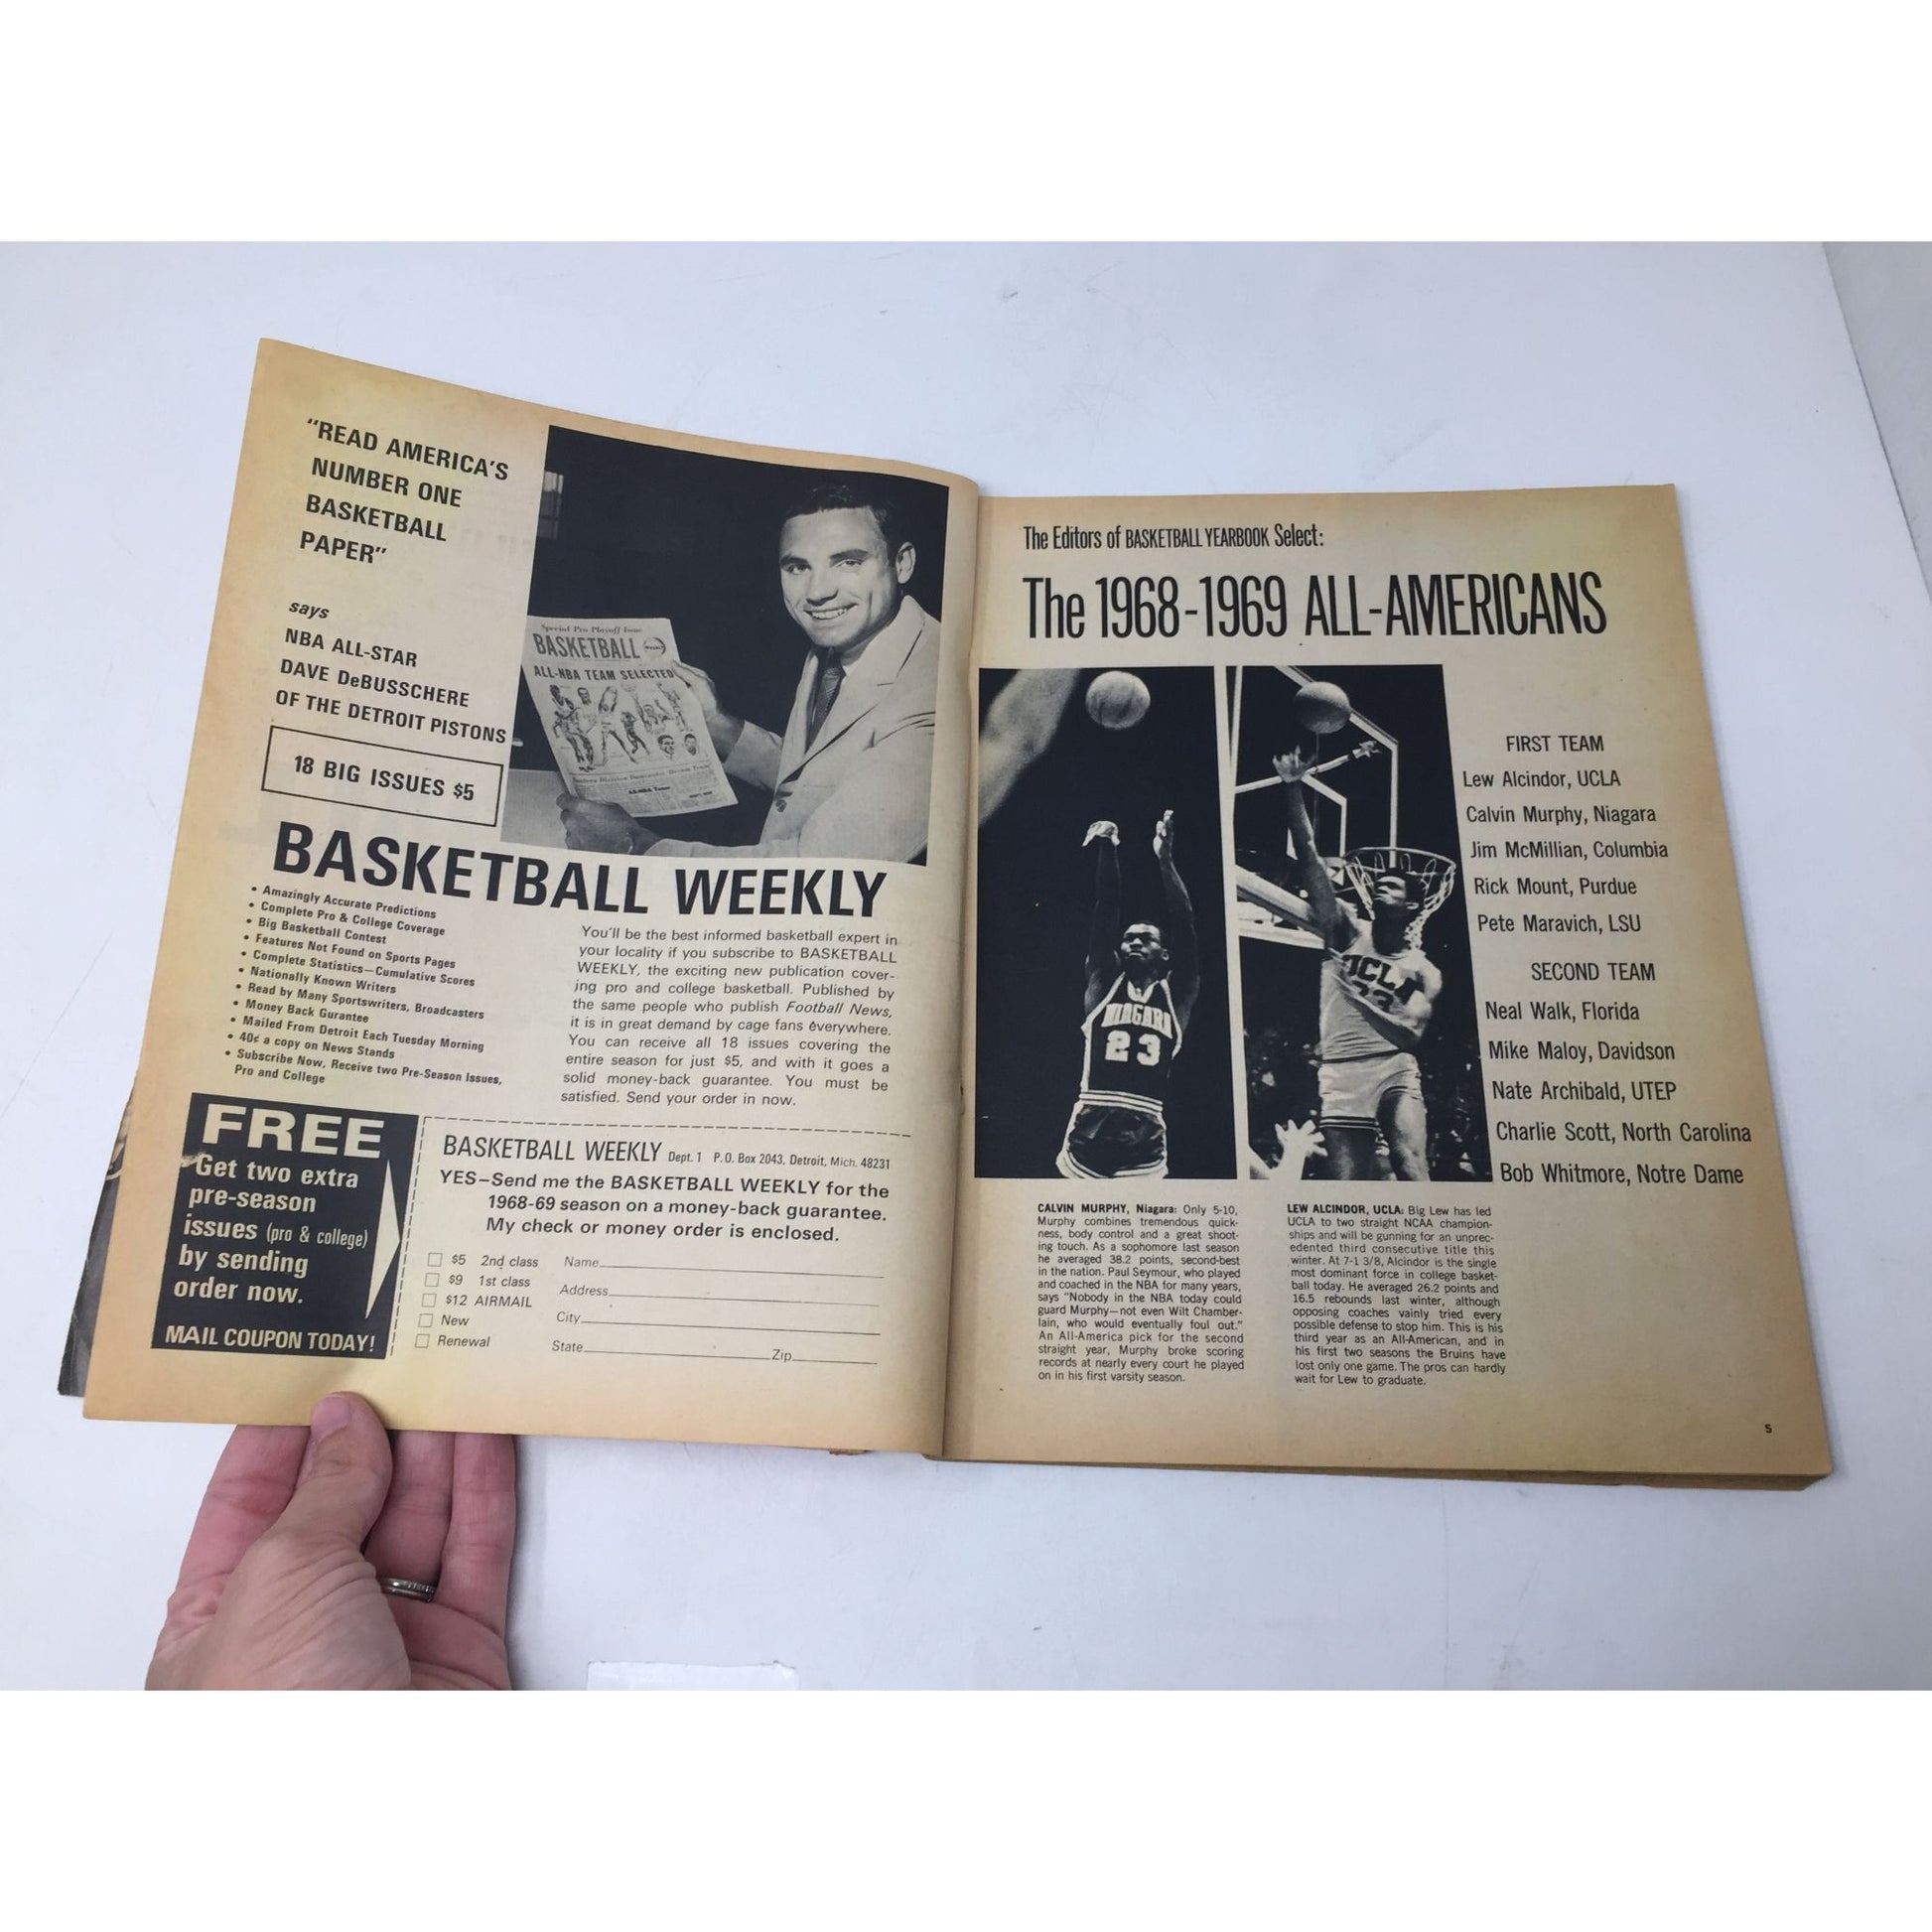 "READ AMERICA'S
NUMBER ONE
BASKETBALL
PAPER"
says
NBA ALL-STAR
DAVE DeBUSSCHERE
OF THE DETROIT PISTONS
18 BIG ISSUES $5
Special Pro Playoff Issue
BASKETBALL
ALL-NBA TEAM SELECTED
BASKETBALL WEEKLY
• Amazingly Accurate Predictions
• Complete Pro & College Coverage
• Big Basketball Contest
• Features Not Found on Sports Pages
• Complete Statistics—Cumulative Scores
• Nationally Known Writers
• Read by Many Sportswriters, Broadcasters
• Money Back Gurantee
• Mailed From Detroit Each Tuesday Morning
• 40¢ a copy on News Stands
• Subscribe Now, Receive two Pre-Season Issues,
Pro and College
You'll be the best informed basketball expert in
your locality if you subscribe to BASKETBALL
WEEKLY, the exciting new publication cover-
ing pro and college basketball. Published by
the same people who publish Football News,
it is in great demand by cage fans everywhere.
You can receive all 18 issues covering the
entire season for just $5, and with it goes a
solid money-back guarantee. You must be
satisfied. Send your order in now.
FREE
Get two extra
pre-season
issues (pro & college)
by sending
order now.
MAIL COUPON TODAY!
BASKETBALL WEEKLY Dept. 1 P.O. Box 2043, Detroit, Mich. 48231
YES—Send me the BASKETBALL WEEKLY for the
1968-69 season on a money-back guarantee.
My check or money order is enclosed.
$5 2nd class
$9 1st class
$12 AIRMAIL
New
Renewal
Name
Address
City
State Zip
The Editors of BASKETBALL YEARBOOK Select:
The 1968-1969 ALL-AMERICANS
NIAGARA
23
UCLA
FIRST TEAM
Lew Alcindor, UCLA
Calvin Murphy, Niagara
Jim McMillian, Columbia
Rick Mount, Purdue
Pete Maravich, LSU
SECOND TEAM
Neal Walk, Florida
Mike Maloy, Davidson
Nate Archibald, UTEP
Charlie Scott, North Carolina
Bob Whitmore, Notre Dame
CALVIN MURPHY, Niagara: Only 5-10,
Murphy combines tremendous quick-
ness, body control and a great shoot-
ing touch. As a sophomore last season
he averaged 38.2 points, second-best
in the nation. Paul Seymour, who played
and coached in the NBA for many years,
says "Nobody in the NBA today could
guard Murphy—not even Wilt Chamber-
lain, who would eventually foul out."
An All-America pick for the second
straight year, Murphy broke scoring
records at nearly every court he played
on in his first varsity season.
LEW ALCINDOR, UCLA: Big Lew has led
UCLA to two straight NCAA champion-
ships and will be gunning for an unprec-
edented third consecutive title this
winter. At 7-1 3/8, Alcindor is the single
most dominant force in college basket-
ball today. He averaged 26.2 points and
16.5 rebounds last winter, although
opposing coaches vainly tried every
possible defense to stop him. This is his
third year as an All-American, and in
his first two seasons the Bruins have
lost only one game. The pros can hardly
wait for Lew to graduate.
5